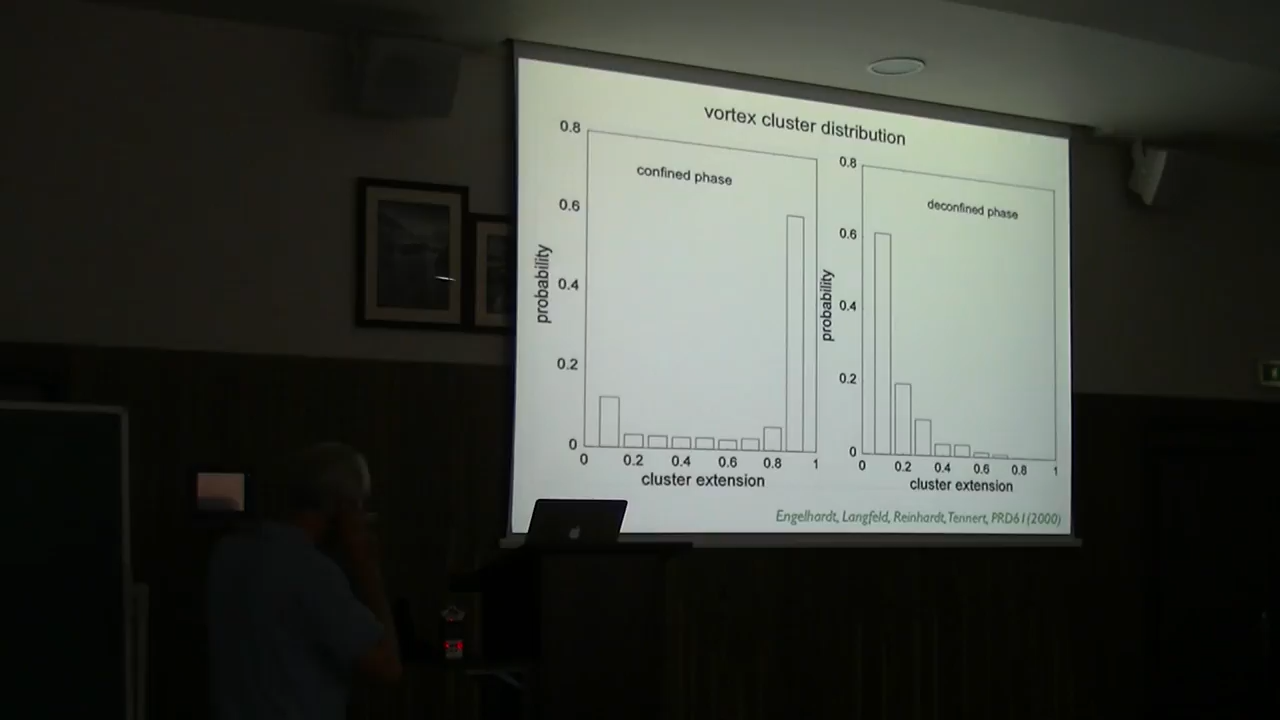 vortex cluster distribution
0.8
0.6
0.4
0.2
0
probability
confined phase
0
0.2
0.4
0.6
0.8
1
cluster extension
0.8
0.6
0.4
0.2
0
probability
deconfined phase
0
0.2
0.4
0.6
0.8
1
cluster extension
Engelhardt, Langfeld, Reinhardt, Tennert, PRD61(2000)